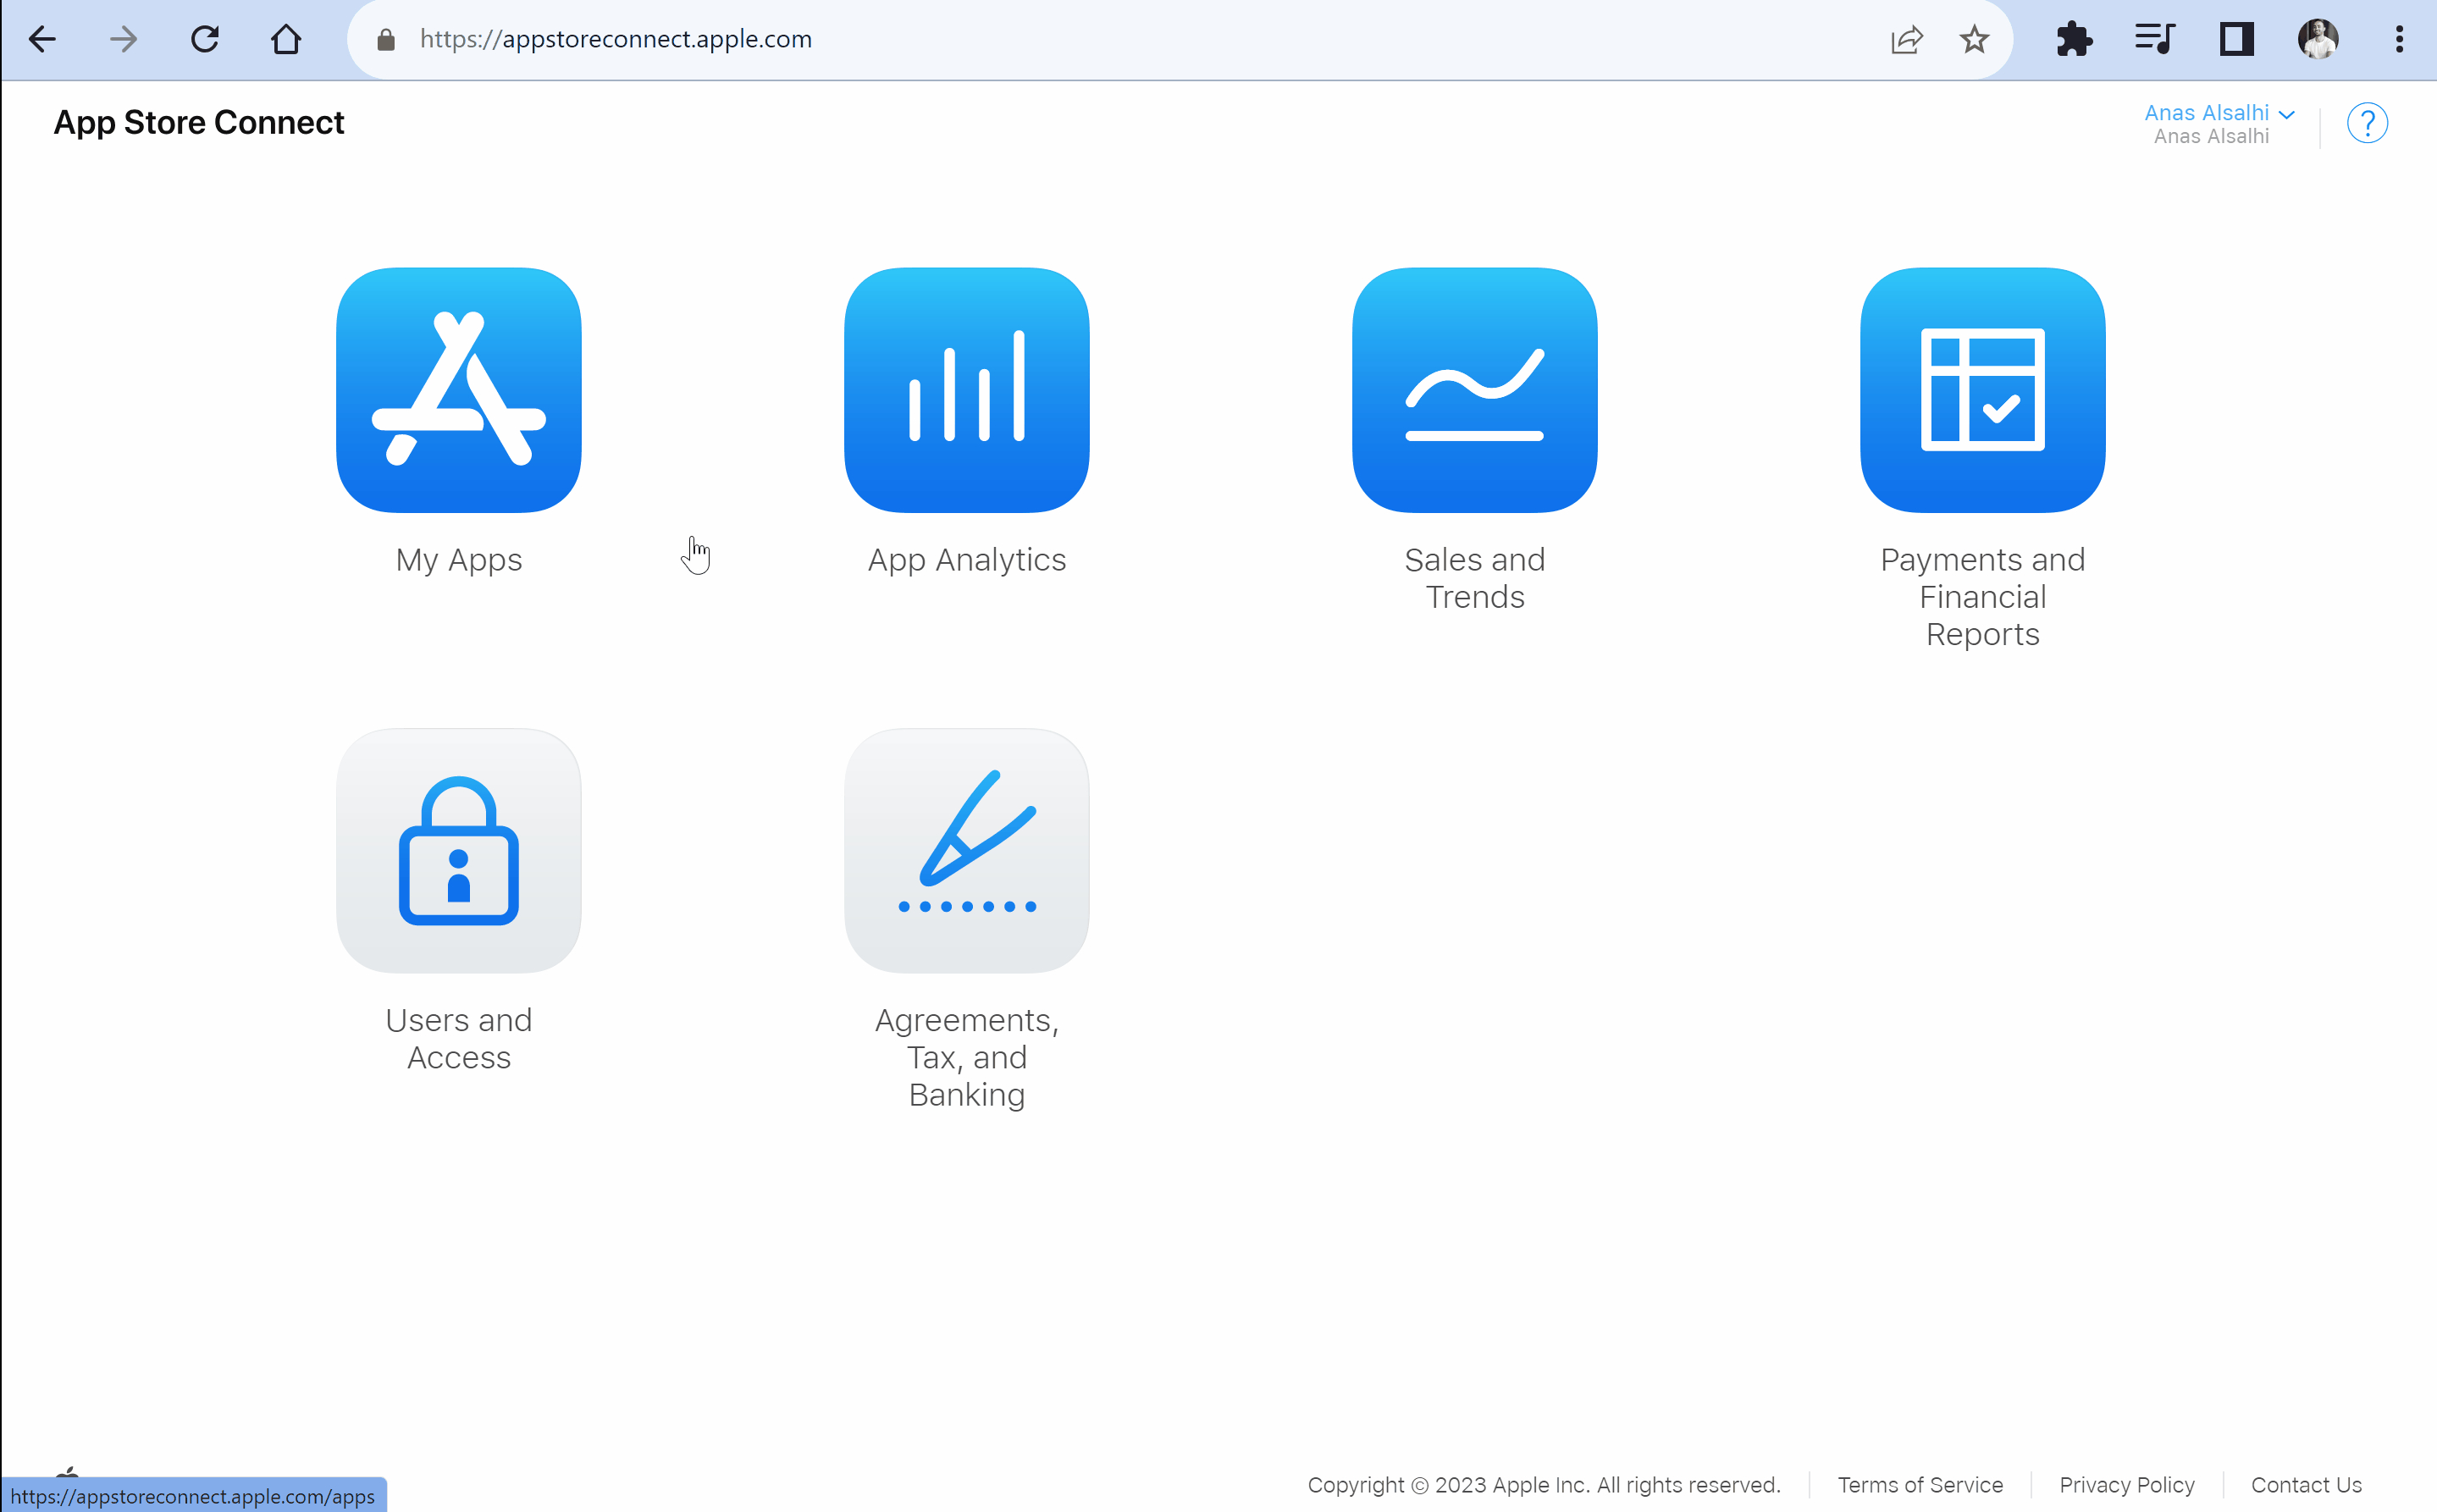 https://appstoreconnect.apple.com
App Store Connect
Anas Alsalhi
Anas Alsalhi
?
My Apps
App Analytics
Sales and
Trends
Payments and
Financial
Reports
Users and
Access
Agreements,
Tax, and
Banking
https://appstoreconnect.apple.com/apps
Copyright © 2023 Apple Inc. All rights reserved.
Terms of Service
Privacy Policy
Contact Us